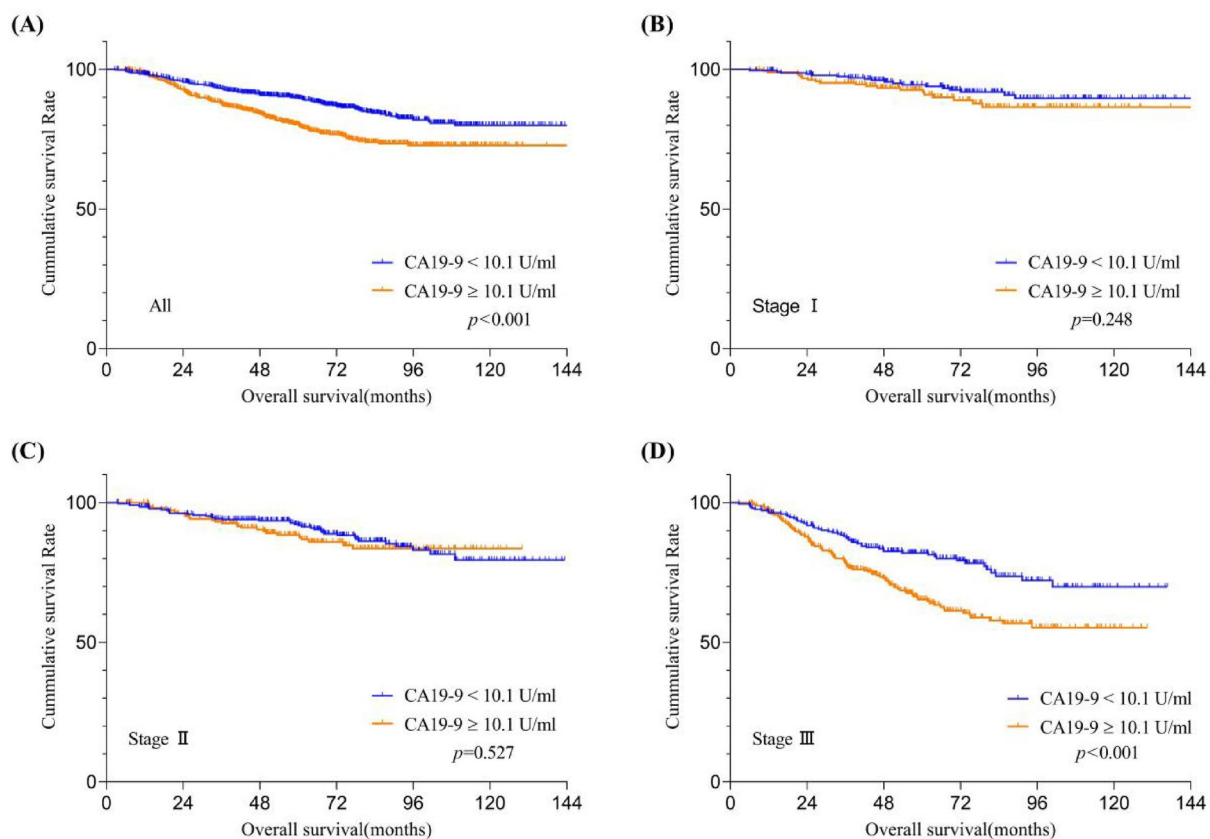 (A)
100
50
0
Cummulative survival Rate
CA19-9 < 10.1 U/ml
CA19-9 ≥ 10.1 U/ml
All
p<0.001
0 24 48 72 96 120 144
Overall survival(months)
(B)
100
50
0
Cummulative survival Rate
CA19-9 < 10.1 U/ml
CA19-9 ≥ 10.1 U/ml
Stage Ⅰ
p=0.248
0 24 48 72 96 120 144
Overall survival(months)
(C)
100
50
0
Cummulative survival Rate
CA19-9 < 10.1 U/ml
CA19-9 ≥ 10.1 U/ml
Stage Ⅱ
p=0.527
0 24 48 72 96 120 144
Overall survival(months)
(D)
100
50
0
Cummulative survival Rate
CA19-9 < 10.1 U/ml
CA19-9 ≥ 10.1 U/ml
Stage Ⅲ
p<0.001
0 24 48 72 96 120 144
Overall survival(months)